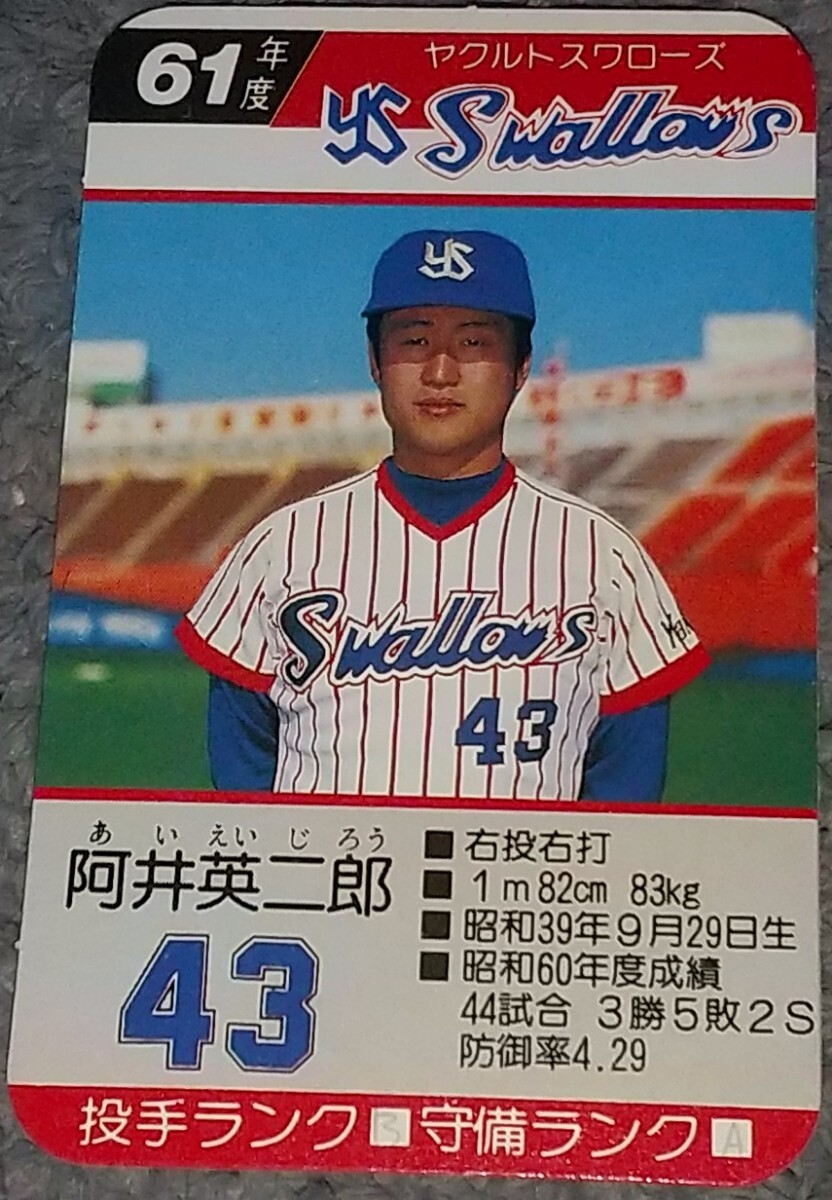 61年度
ヤクルトスワローズ
YS Swallows
YS
Swallows
43
あいえいじろう
阿井英二郎
43
■右投右打
■1m82cm 83kg
■昭和39年9月29日生
■昭和60年度成績
44試合 3勝5敗2S
防御率4.29
投手ランク 守備ランクA